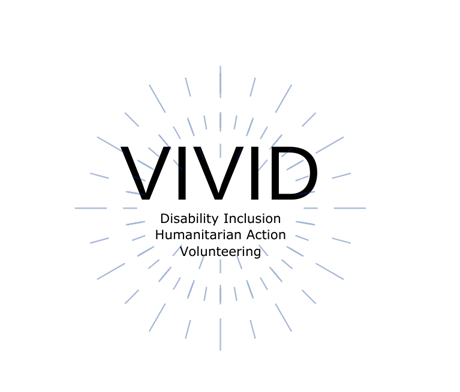 VIVID
Disability Inclusion
Humanitarian Action
Volunteering